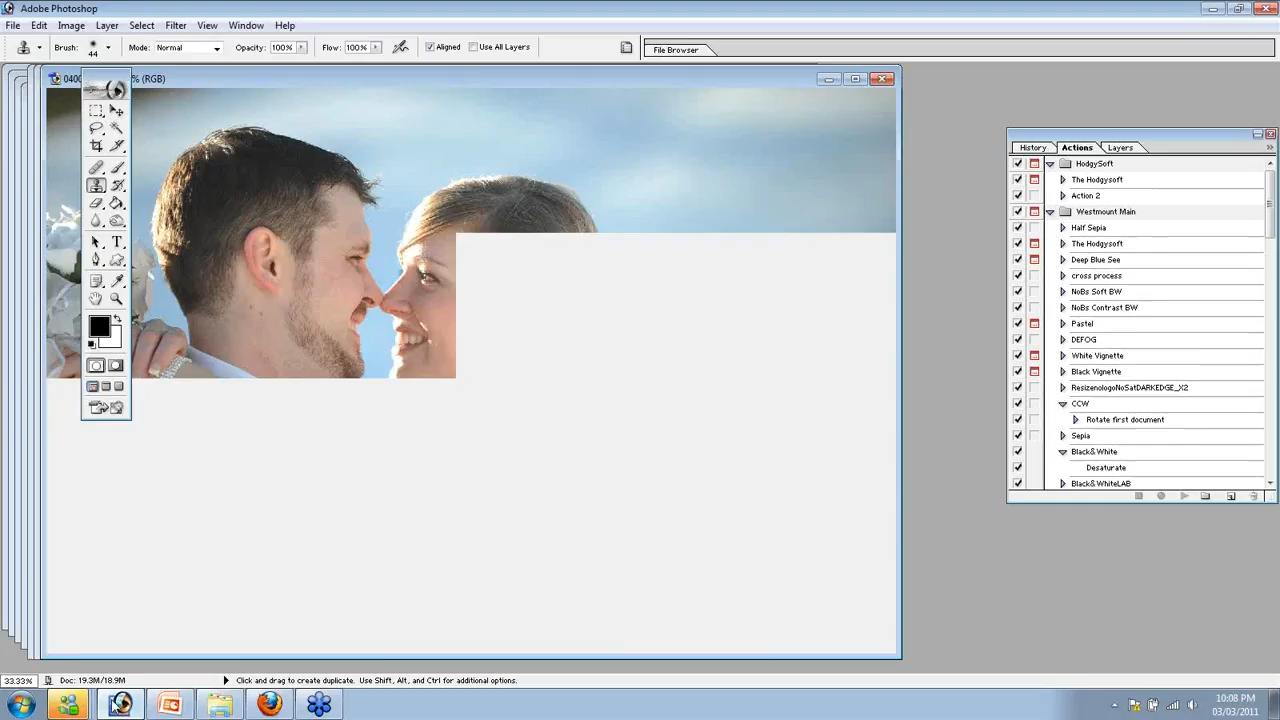 Adobe Photoshop
File Edit Image Layer Select Filter View Window Help
Brush: 44 Mode: Normal Opacity: 100% Flow: 100% Aligned Use All Layers File Browser
0400 % (RGB)
History Actions Layers
HodgySoft
The Hodgysoft
Action 2
Westmount Main
Half Sepia
The Hodgysoft
Deep Blue See
cross process
NoBs Soft BW
NoBs Contrast BW
Pastel
DEFOG
White Vignette
Black Vignette
ResizenologoNoSatDARKEDGE_X2
CCW
Rotate first document
Sepia
Black&White
Desaturate
Black&WhiteLAB
33.33% Doc: 19.3M/18.9M Click and drag to create duplicate. Use Shift, Alt, and Ctrl for additional options.
10:08 PM
03/03/2011